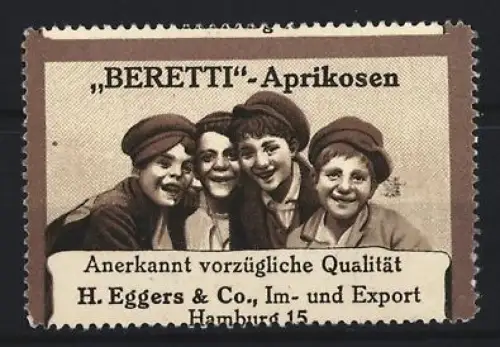 „BERETTI“-Aprikosen
Anerkannt vorzügliche Qualität
H. Eggers & Co., Im- und Export
Hamburg 15